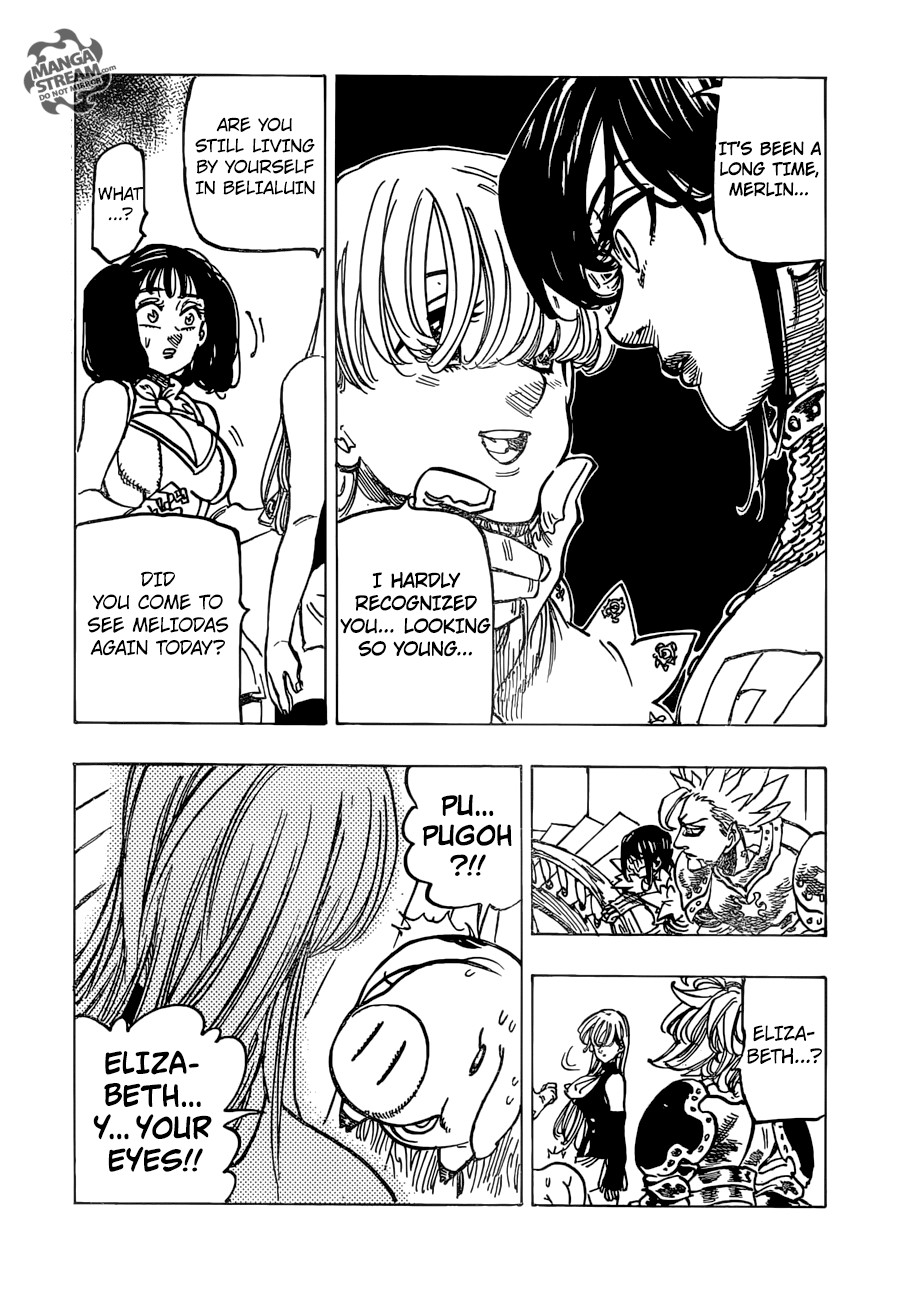 MANGA
STREAM.com
DO NOT MIRROR
IT'S BEEN A
LONG TIME,
MERLIN...
I HARDLY
RECOGNIZED
YOU... LOOKING
SO YOUNG...
ARE YOU
STILL LIVING
BY YOURSELF
IN BELIALUIN
WHAT
...?
DID
YOU COME TO
SEE MELIODAS
AGAIN TODAY?
ELIZA-
BETH...?
PU...
PUGOH
?!!
ELIZA-
BETH...
Y... YOUR
EYES!!